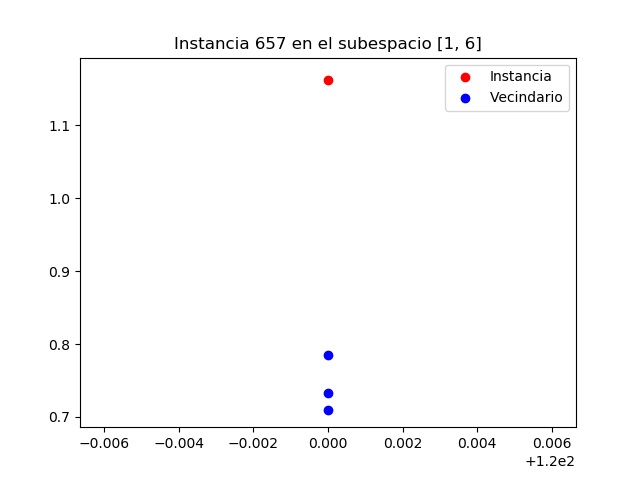 Instancia 657 en el subespacio [1, 6]
Instancia
Vecindario
1.1
1.0
0.9
0.8
0.7
−0.006 −0.004 −0.002 0.000 0.002 0.004 0.006
+1.2e2